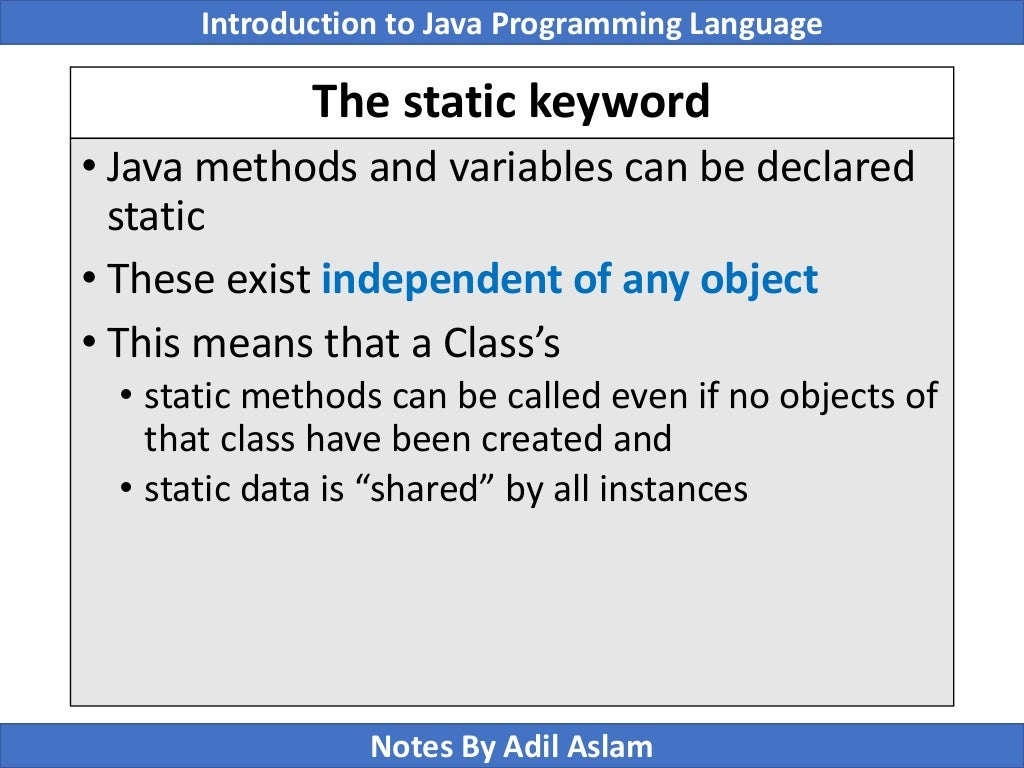 Introduction to Java Programming Language
The static keyword
• Java methods and variables can be declared
static
• These exist independent of any object
• This means that a Class’s
• static methods can be called even if no objects of
that class have been created and
• static data is “shared” by all instances
Notes By Adil Aslam